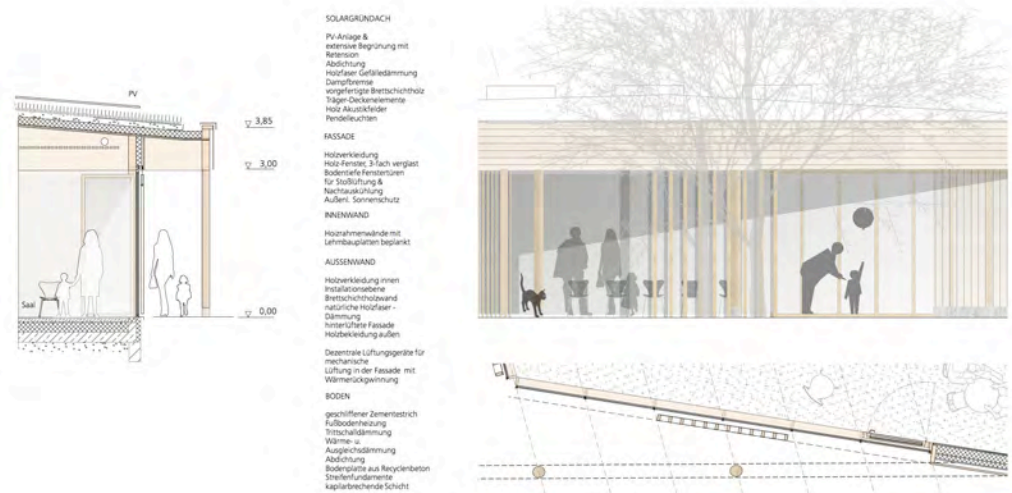 PV
3,85
3,00
Saal
0,00
SOLARGRÜNDACH
PV-Anlage &
extensive Begrünung mit
Retension
Abdichtung
Holzfaser Gefälledämmung
Dampfbremse
vorgefertigte Brettschichtholz
Träger-Deckenelemente
Holz Akustikfelder
Pendelleuchten
FASSADE
Holzverkleidung
Holz-Fenster, 3-fach verglast
Bodentiefe Fenstertüren
für Stoßlüftung &
Nachtauskühlung
Außenl. Sonnenschutz
INNENWAND
Holzrahmenwände mit
Lehmbauplatten beplankt
AUSSENWAND
Holzverkleidung innen
Installationsebene
Brettschichtholzwand
natürliche Holzfaser -
Dämmung
hinterlüftete Fassade
Holzbekleidung außen
Dezentrale Lüftungsgeräte für
mechanische
Lüftung in der Fassade mit
Wärmerückgwinnung
BODEN
geschliffener Zementestrich
Fußbodenheizung
Trittschalldämmung
Wärme- u.
Ausgleichsdämmung
Abdichtung
Bodenplatte aus Recyclenbeton
Streifenfundamente
kapilarbrechende Schicht